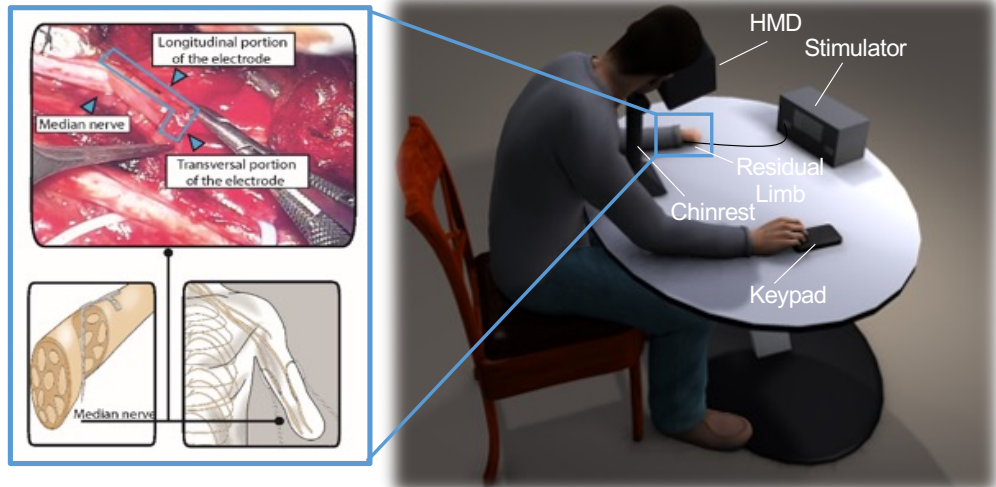 Longitudinal portion
of the electrode
Median nerve
Transversal portion
of the electrode
Median nerve
HMD
Stimulator
Residual
Limb
Chinrest
Keypad